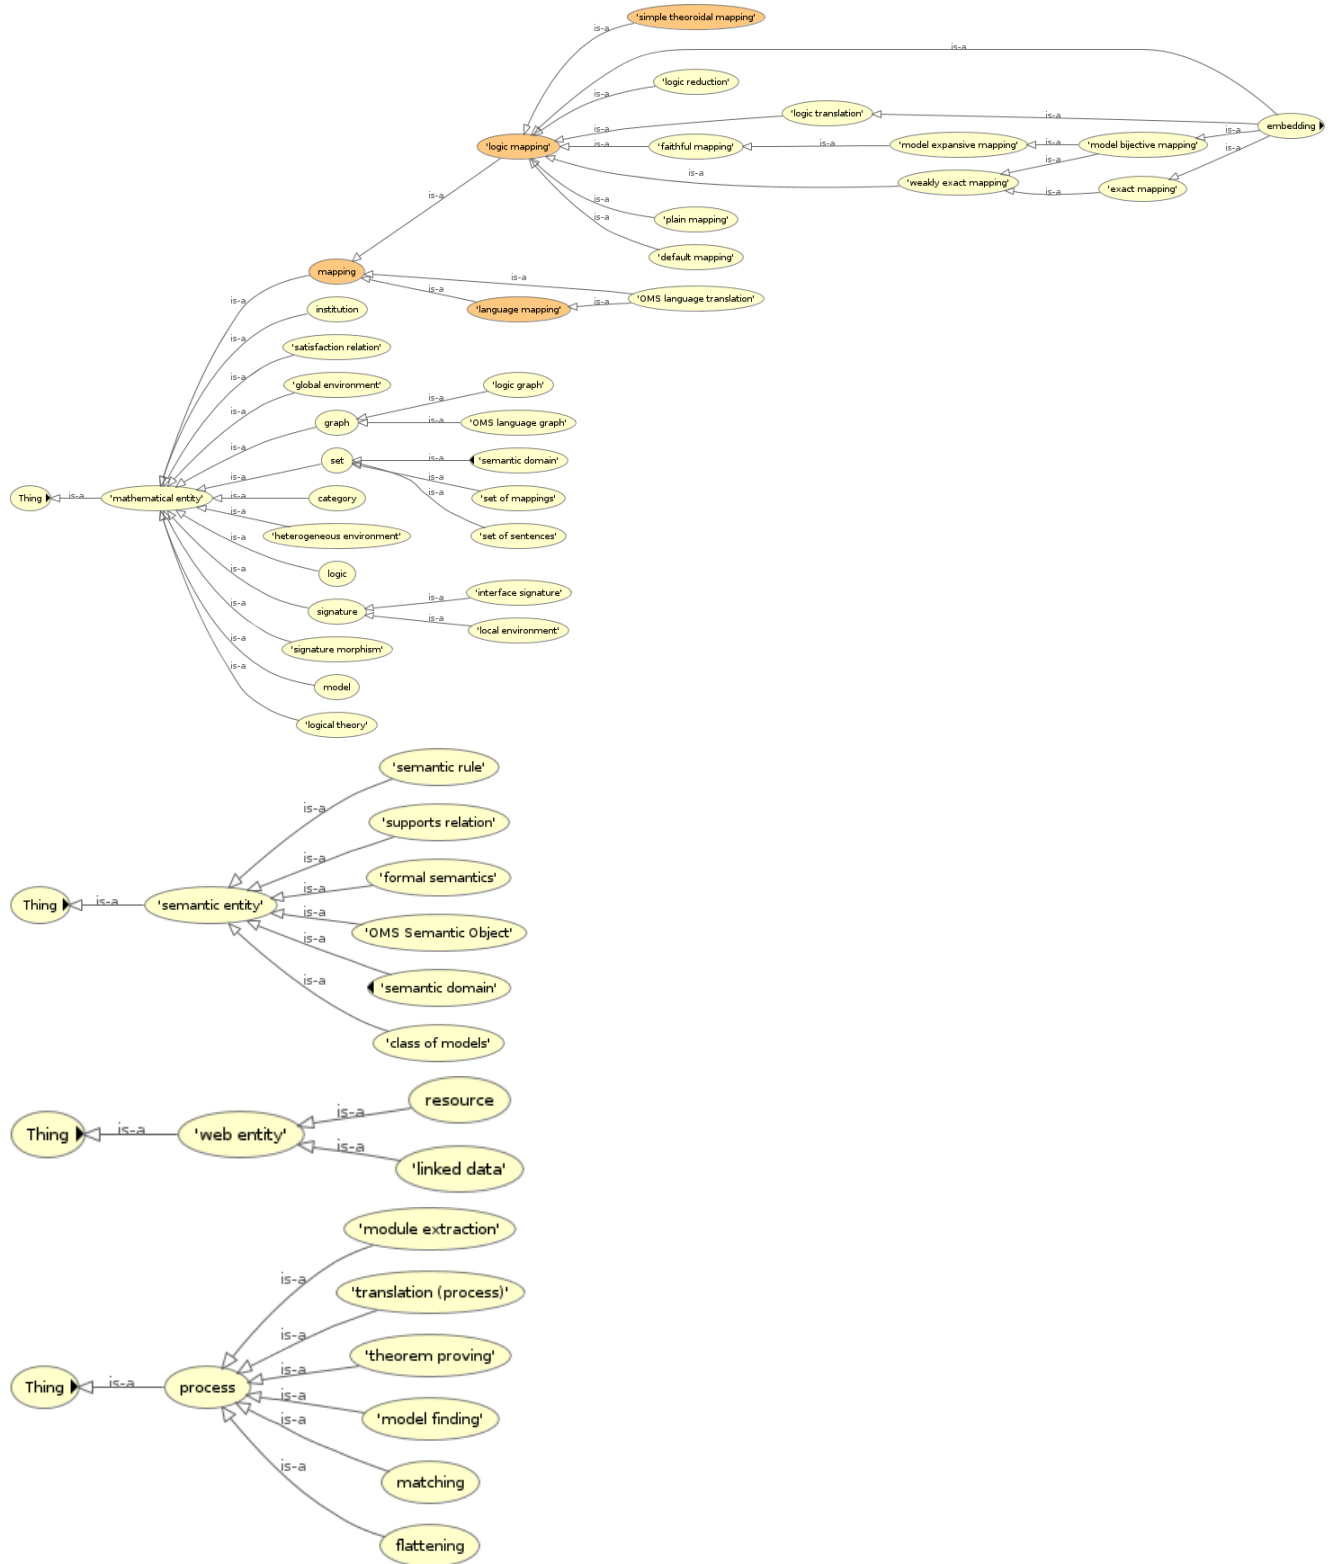 'simple theoroidal mapping'
is-a
is-a
'logic reduction'
is-a
'logic translation'
is-a
embedding
is-a
is-a
'logic mapping'
is-a
'faithful mapping'
is-a
'model expansive mapping'
is-a
'model bijective mapping'
is-a
is-a
is-a
'weakly exact mapping'
is-a
'exact mapping'
is-a
is-a
'plain mapping'
is-a
'default mapping'
mapping
is-a
is-a
'language mapping'
is-a
'OMS language translation'
is-a
institution
is-a
'satisfaction relation'
is-a
'global environment'
is-a
'logic graph'
is-a
graph
is-a
'OMS language graph'
is-a
set
is-a
'semantic domain'
is-a
is-a
'set of mappings'
is-a
'set of sentences'
Thing
is-a
'mathematical entity'
is-a
category
is-a
'heterogeneous environment'
is-a
logic
is-a
signature
is-a
'interface signature'
is-a
'local environment'
is-a
'signature morphism'
is-a
model
is-a
'logical theory'
is-a
'semantic rule'
is-a
'supports relation'
is-a
'formal semantics'
is-a
Thing
is-a
'semantic entity'
is-a
'OMS Semantic Object'
is-a
'semantic domain'
is-a
'class of models'
resource
is-a
Thing
is-a
'web entity'
is-a
'linked data'
'module extraction'
is-a
'translation (process)'
is-a
'theorem proving'
is-a
Thing
is-a
process
is-a
'model finding'
is-a
matching
is-a
flattening